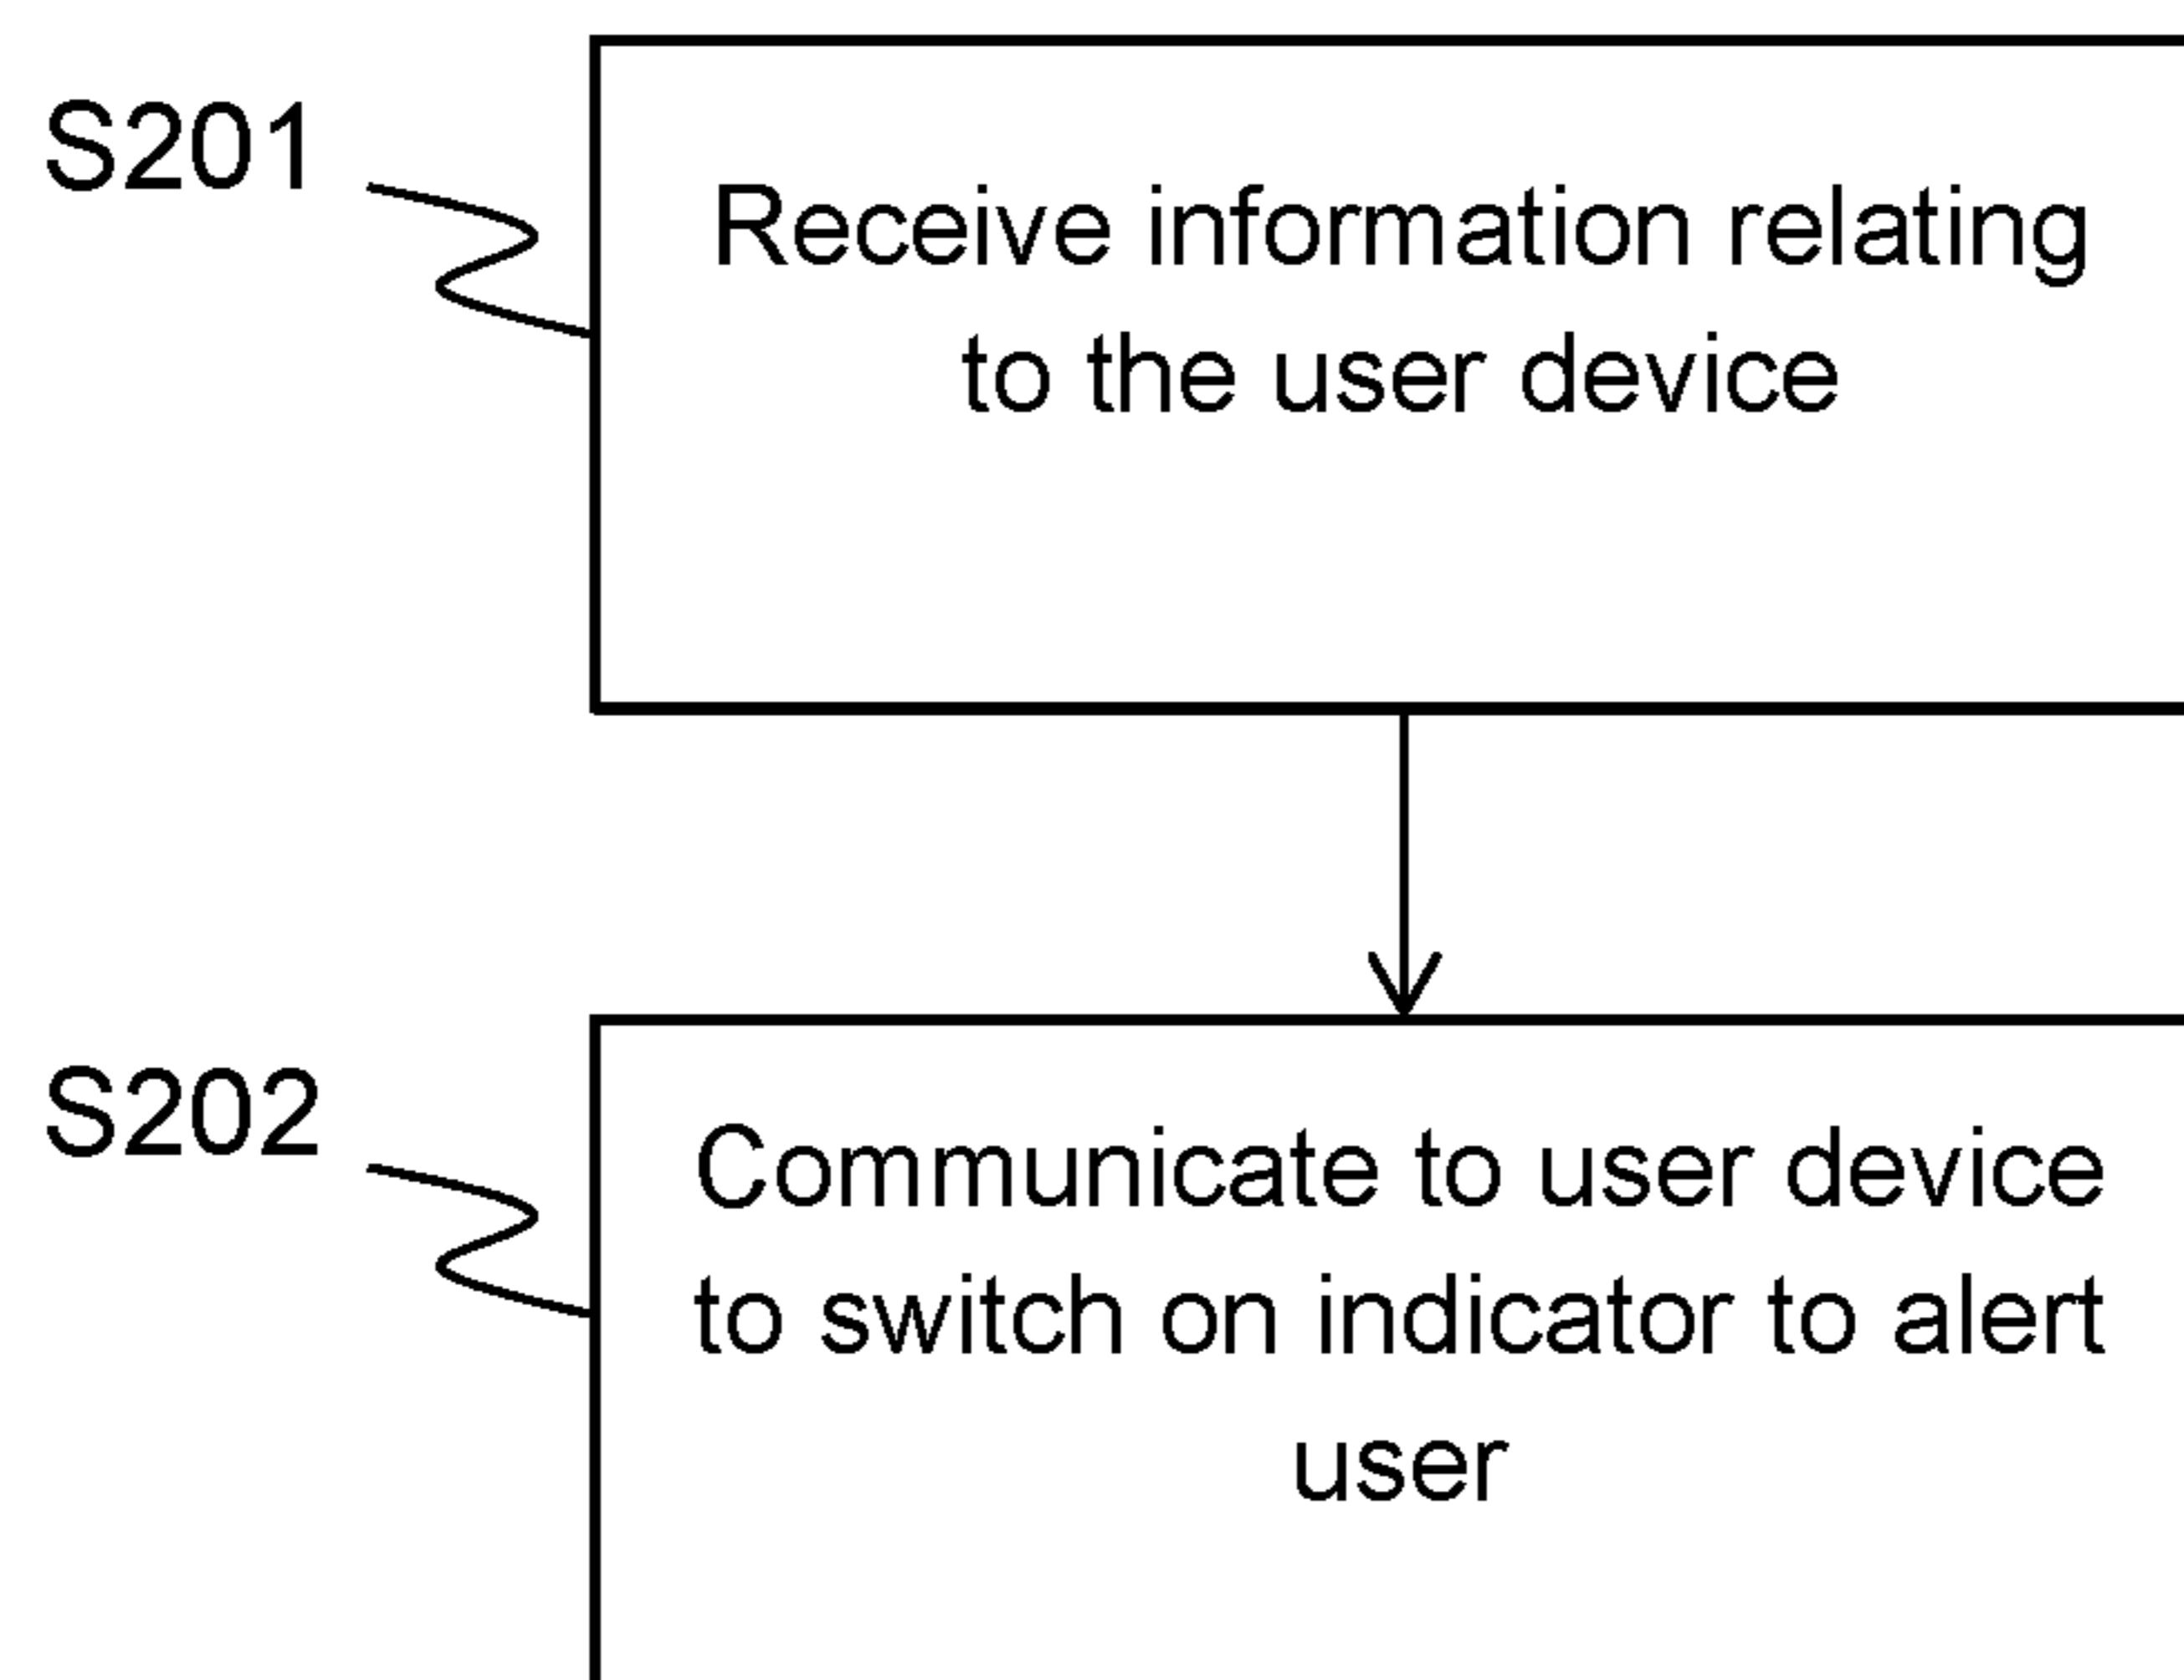 S201
Receive information relating
to the user device
S202
Communicate to user device
to switch on indicator to alert
user